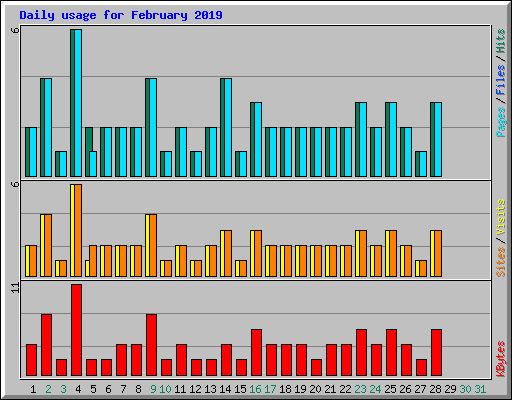 Daily usage for February 2019
6
Pages / Files / Hits
6
Sites / Visits
11
KBytes
1 2 3 4 5 6 7 8 9 10 11 12 13 14 15 16 17 18 19 20 21 22 23 24 25 26 27 28 29 30 31